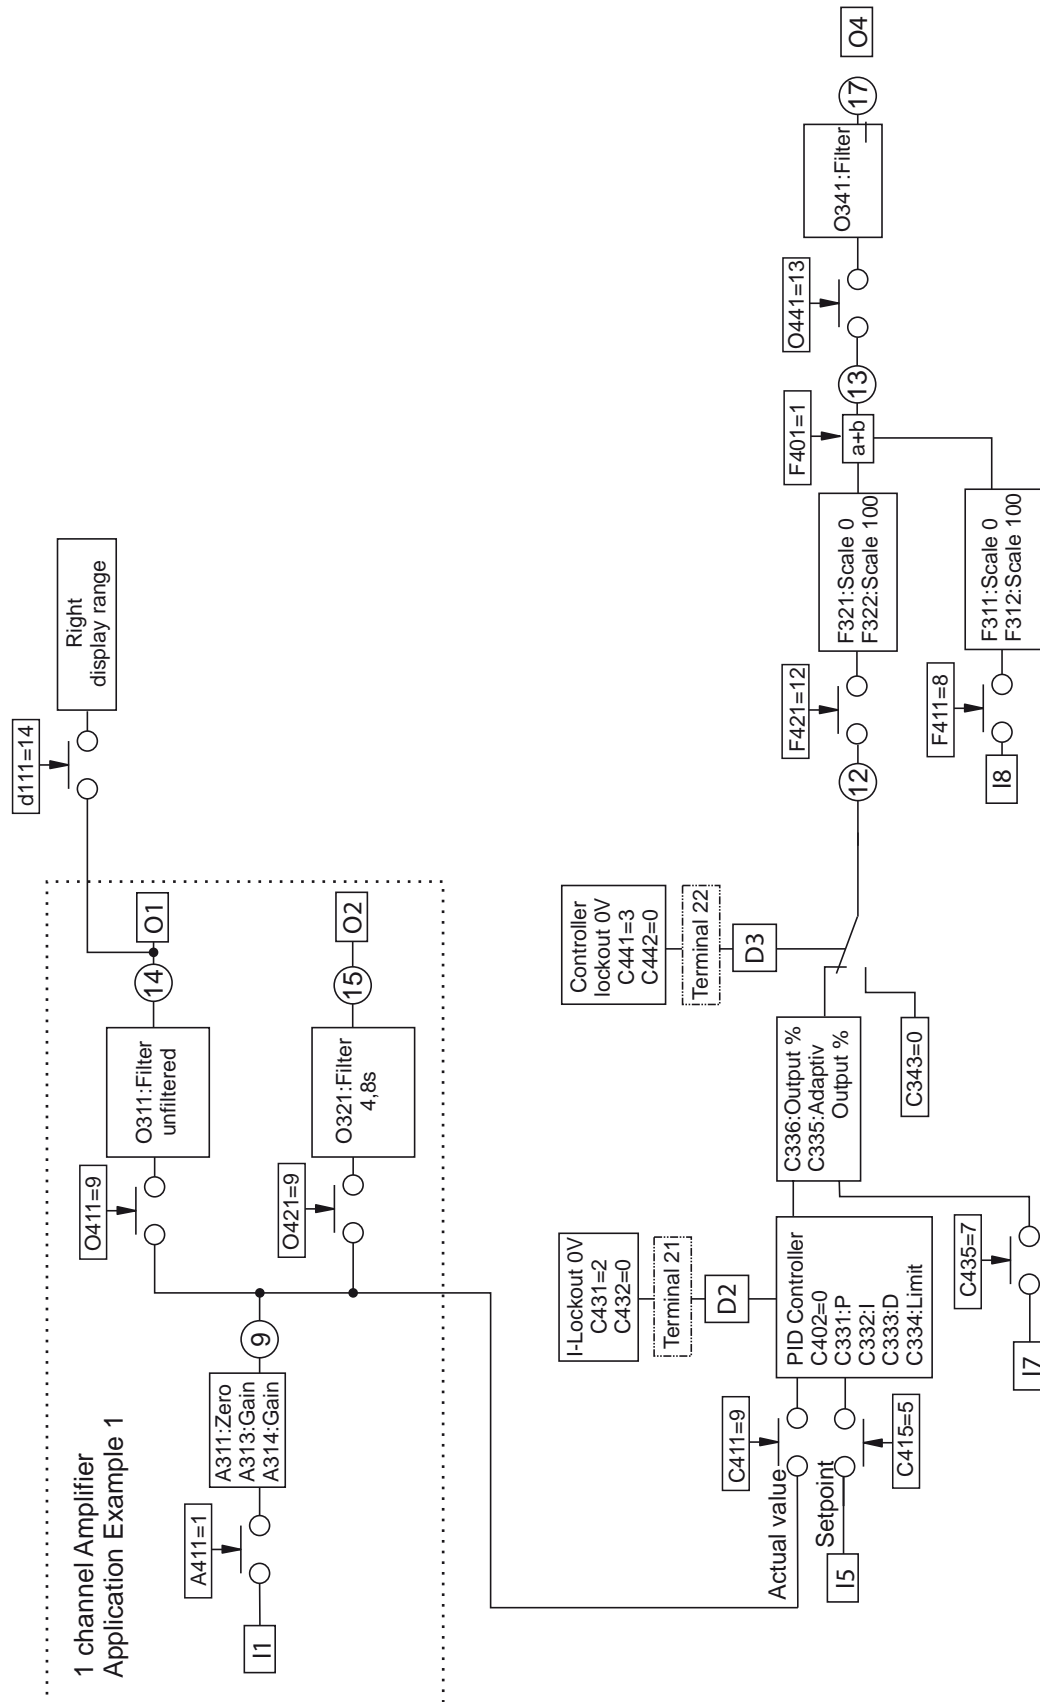 1 channel Amplifier
Application Example 1
I1
A411=1
A311:Zero
A313:Gain
A314:Gain
9
O411=9
O311:Filter
unfiltered
14
O1
d111=14
Right
display range
O421=9
O321:Filter
4,8s
15
O2
Actual value
C411=9
Setpoint
I5
C415=5
I-Lockout 0V
C431=2
C432=0
Terminal 21
D2
PID Controller
C402=0
C331:P
C332:I
C333:D
C334:Limit
I7
C435=7
C336:Output %
C335:Adaptiv
Output %
C343=0
Controller
lockout 0V
C441=3
C442=0
Terminal 22
D3
12
F421=12
F321:Scale 0
F322:Scale 100
I8
F411=8
F311:Scale 0
F312:Scale 100
F401=1
a+b
13
O441=13
O341:Filter
17
O4